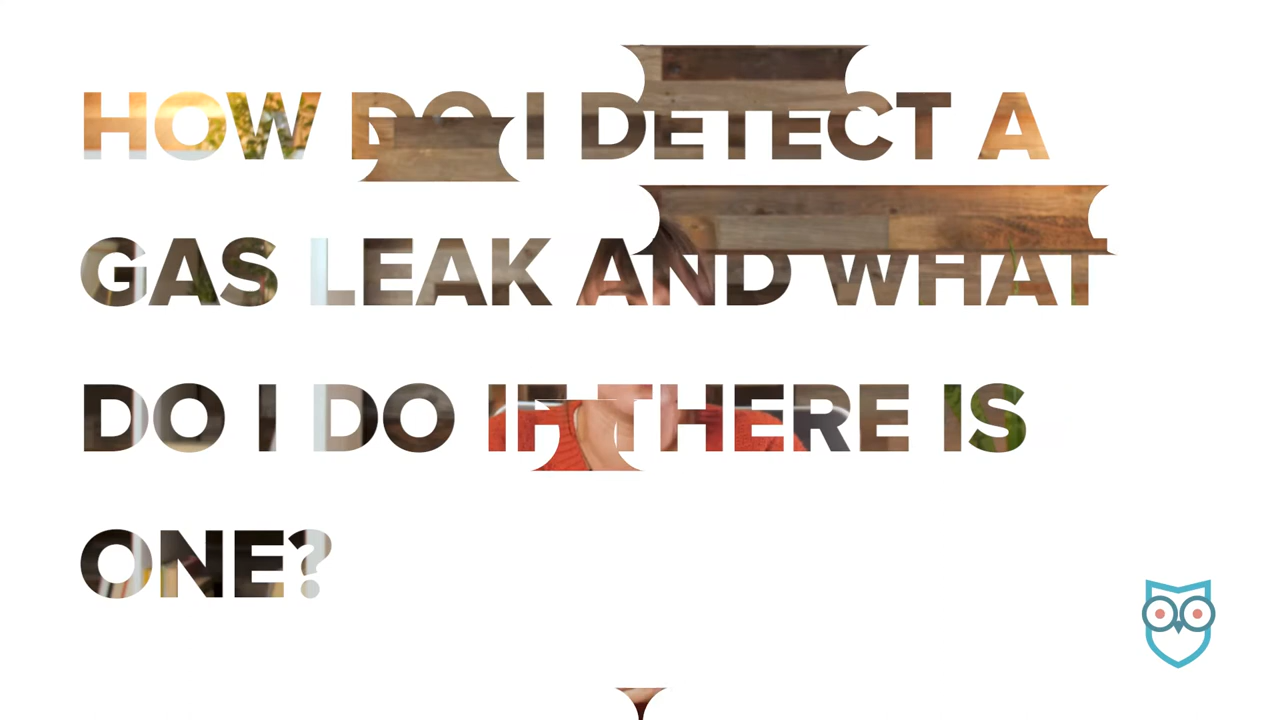 HOW DO I DETECT A
GAS LEAK AND WHAT
DO I DO IF THERE IS
ONE?